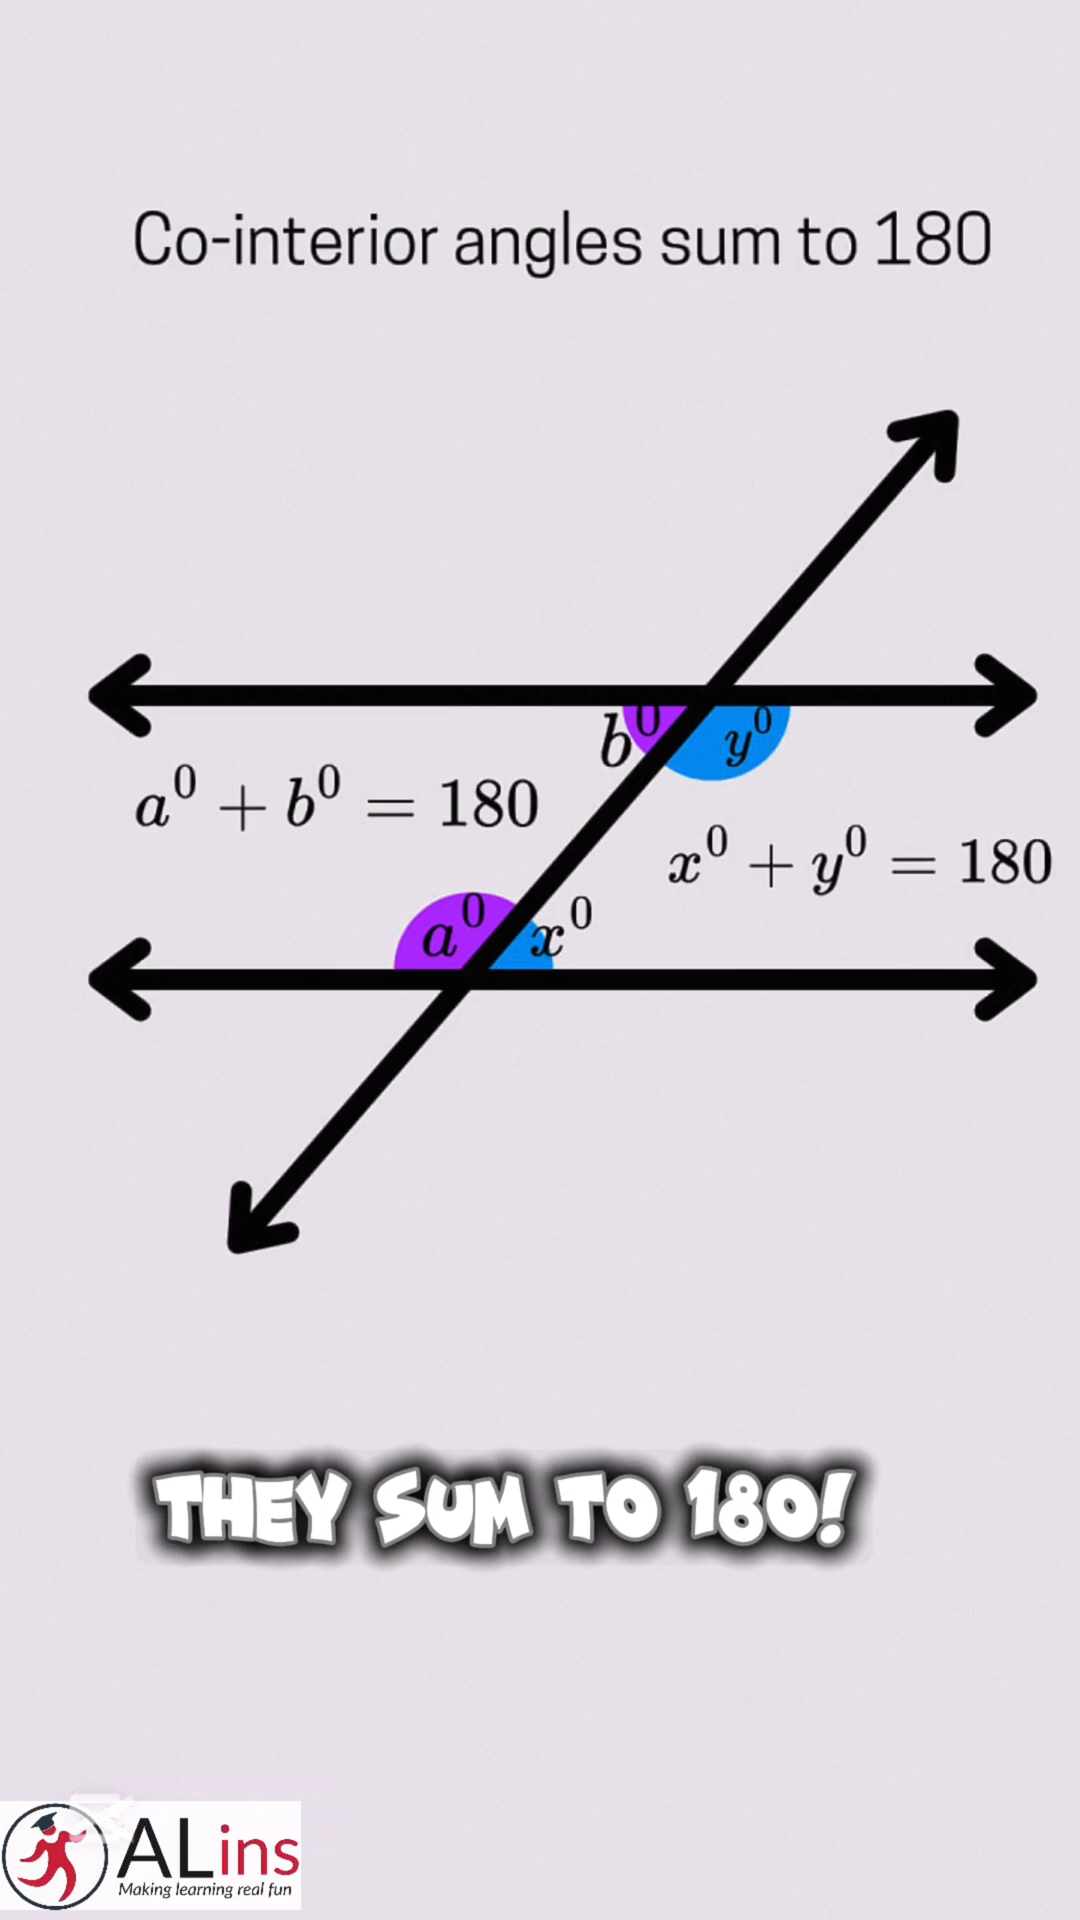 Co-interior angles sum to 180
b⁰
y⁰
a⁰ + b⁰ = 180
x⁰ + y⁰ = 180
a⁰
x⁰
THEY SUM TO 180!
ALins
Making learning real fun